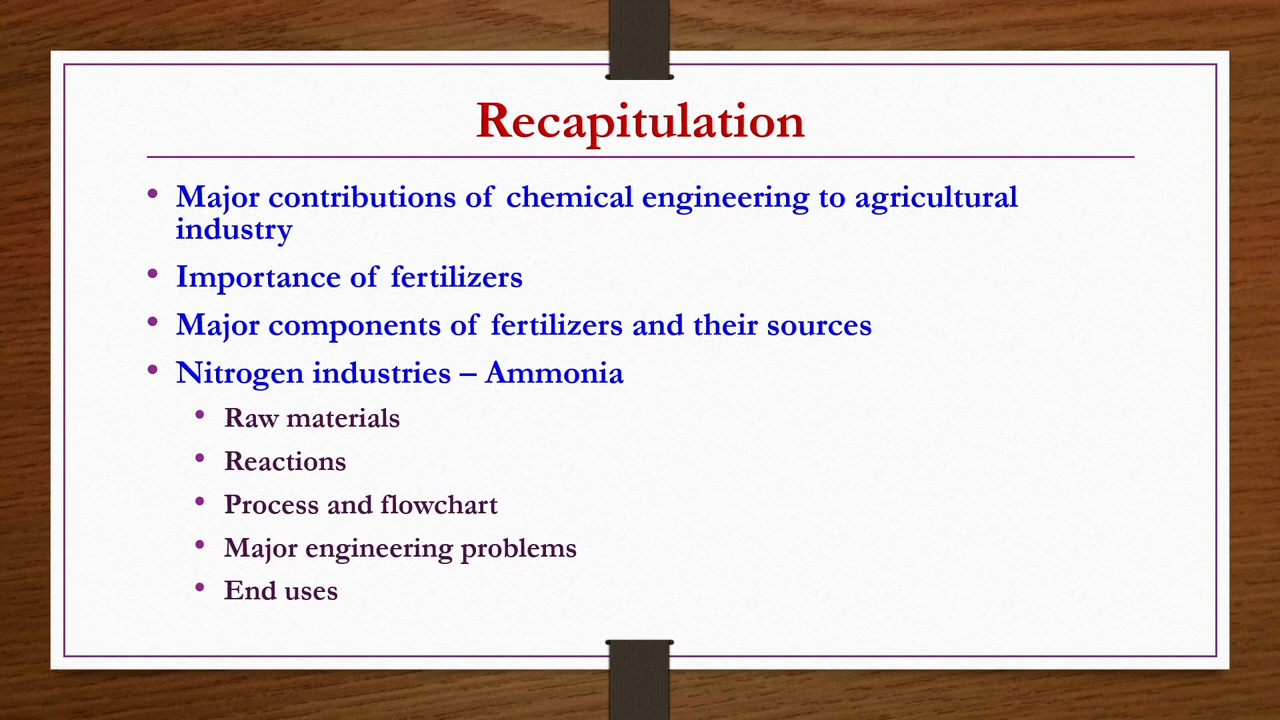 Recapitulation
• Major contributions of chemical engineering to agricultural
industry
• Importance of fertilizers
• Major components of fertilizers and their sources
• Nitrogen industries – Ammonia
• Raw materials
• Reactions
• Process and flowchart
• Major engineering problems
• End uses